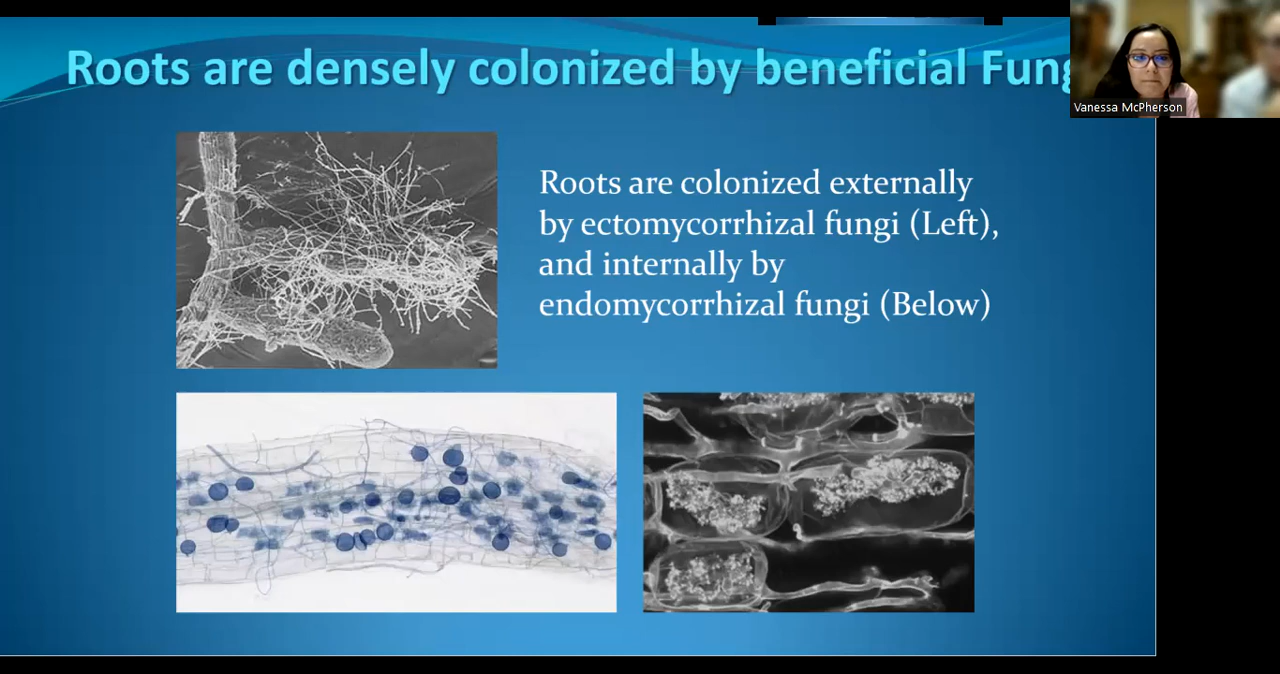 Roots are densely colonized by beneficial Fung
Vanessa McPherson
Roots are colonized externally
by ectomycorrhizal fungi (Left),
and internally by
endomycorrhizal fungi (Below)